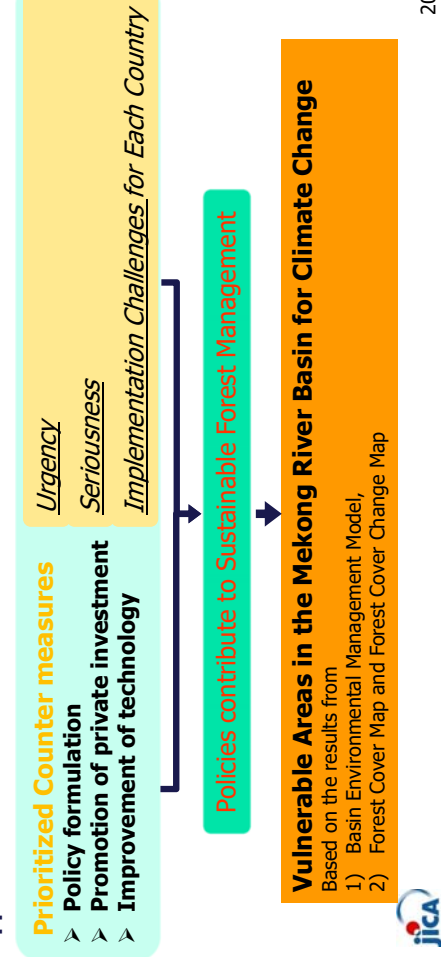 Prioritized Counter measures
➢ Policy formulation
➢ Promotion of private investment
➢ Improvement of technology
Urgency
Seriousness
Implementation Challenges for Each Country
Policies contribute to Sustainable Forest Management
Vulnerable Areas in the Mekong River Basin for Climate Change
Based on the results from
1) Basin Environmental Management Model,
2) Forest Cover Map and Forest Cover Change Map
jica
20